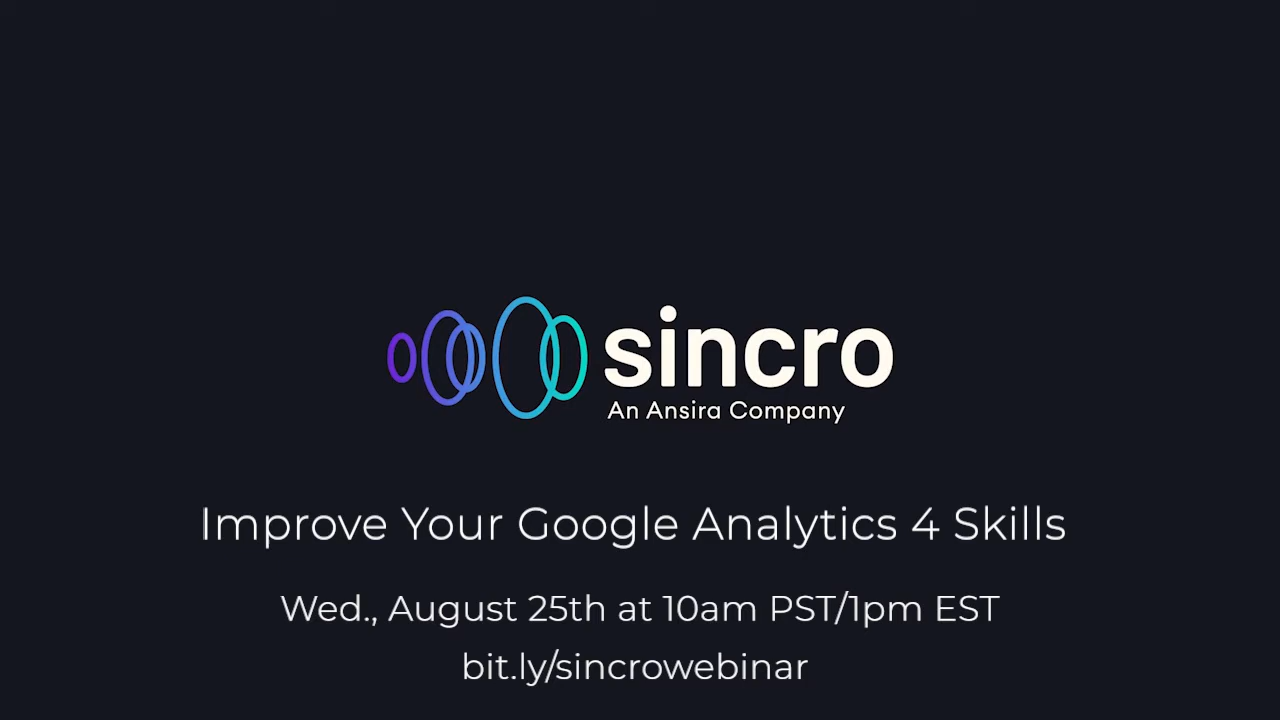 sincro
An Ansira Company
Improve Your Google Analytics 4 Skills
Wed., August 25th at 10am PST/1pm EST
bit.ly/sincrowebinar